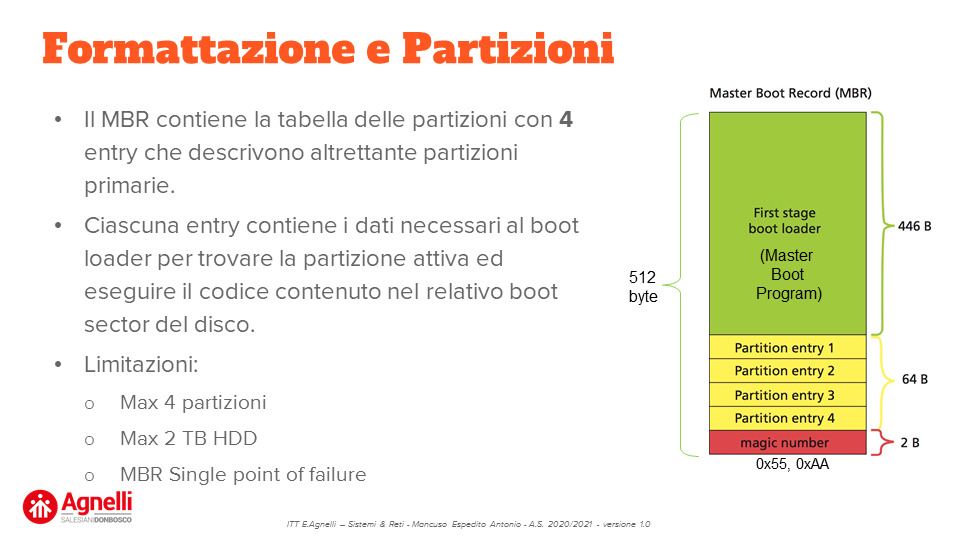 Formattazione e Partizioni
• Il MBR contiene la tabella delle partizioni con 4
entry che descrivono altrettante partizioni
primarie.
• Ciascuna entry contiene i dati necessari al boot
loader per trovare la partizione attiva ed
eseguire il codice contenuto nel relativo boot
sector del disco.
• Limitazioni:
o Max 4 partizioni
o Max 2 TB HDD
o MBR Single point of failure
Master Boot Record (MBR)
First stage
boot loader
(Master
Boot
Program)
446 B
512
byte
Partition entry 1
Partition entry 2
Partition entry 3
Partition entry 4
64 B
magic number
2 B
0x55, 0xAA
Agnelli
SALESIANI DONBOSCO
ITT E.Agnelli – Sistemi & Reti - Mancuso Espedito Antonio - A.S. 2020/2021 - versione 1.0